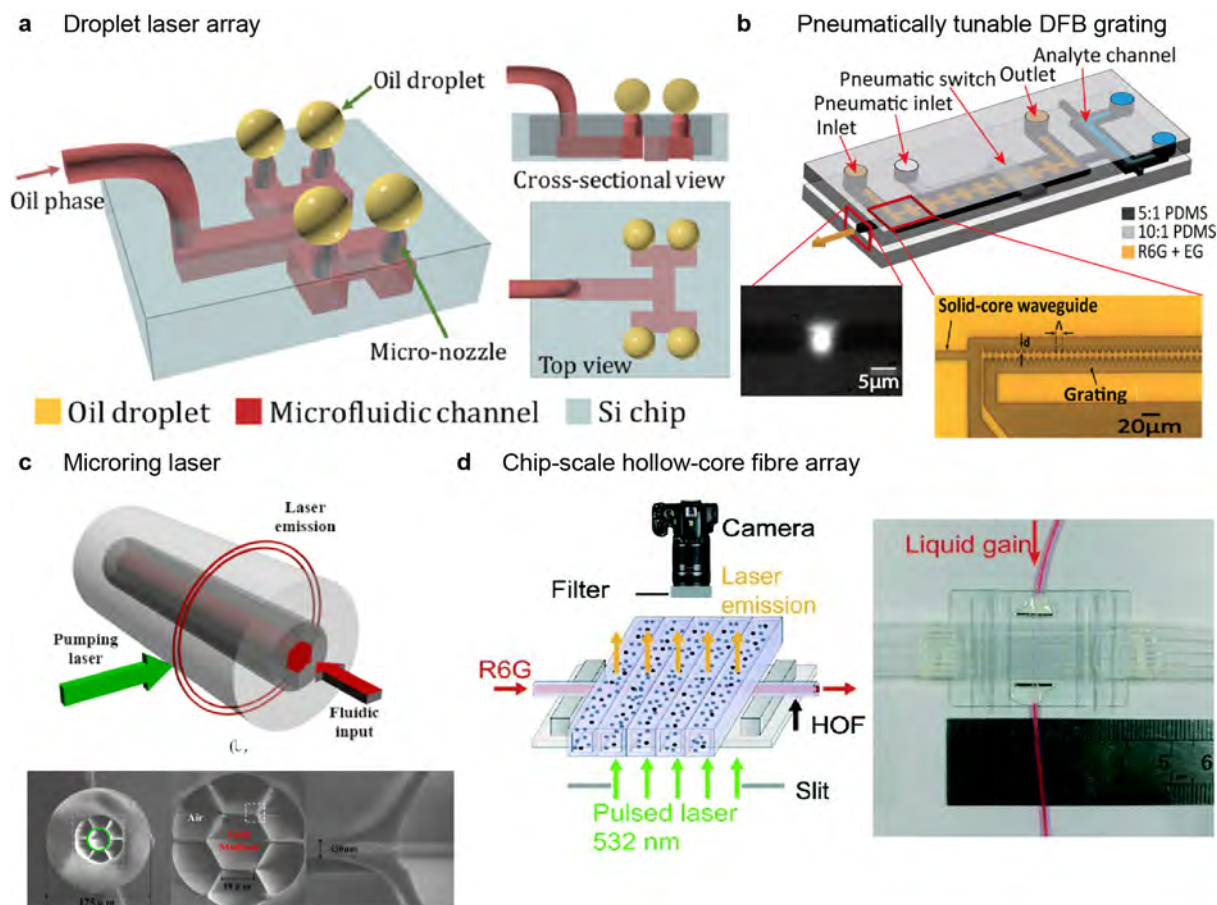 a Droplet laser array
Oil droplet
Oil phase
Micro-nozzle
Cross-sectional view
Top view
Oil droplet
Microfluidic channel
Si chip
b Pneumatically tunable DFB grating
Analyte channel
Outlet
Pneumatic switch
Pneumatic inlet
Inlet
5:1 PDMS
10:1 PDMS
R6G + EG
5μm
Solid-core waveguide
d
Λ
Grating
20μm
c Microring laser
Laser
emission
Pumping
laser
Fluidic
input
Air
d Chip-scale hollow-core fibre array
Camera
Filter
Laser
emission
R6G
HOF
Slit
Pulsed laser
532 nm
Liquid gain
5
6